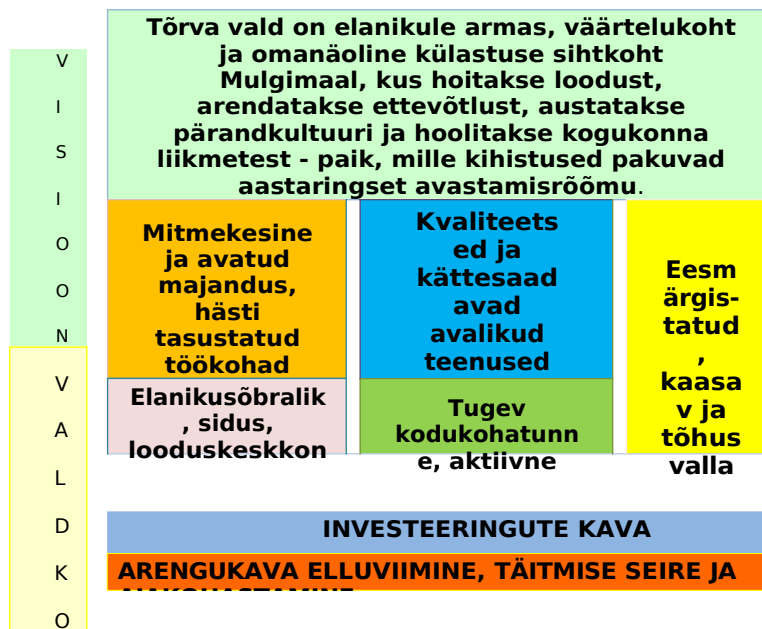 V
I
S
I
O
O
N
V
A
L
D
K
O
Tõrva vald on elanikule armas, väärtelukoht
ja omanäoline külastuse sihtkoht
Mulgimaal, kus hoitakse loodust,
arendatakse ettevõtlust, austatakse
pärandkultuuri ja hoolitakse kogukonna
liikmetest - paik, mille kihistused pakuvad
aastaringset avastamisrõõmu.
Mitmekesine
ja avatud
majandus,
hästi
tasustatud
töökohad
Kvaliteets
ed ja
kättesaad
avad
avalikud
teenused
Eesm
ärgis-
tatud
,
kaasa
v ja
tõhus
valla
Elanikusõbralik
, sidus,
looduskeskkon
Tugev
kodukohatunn
e, aktiivne
INVESTEERINGUTE KAVA
ARENGUKAVA ELLUVIIMINE, TÄITMISE SEIRE JA